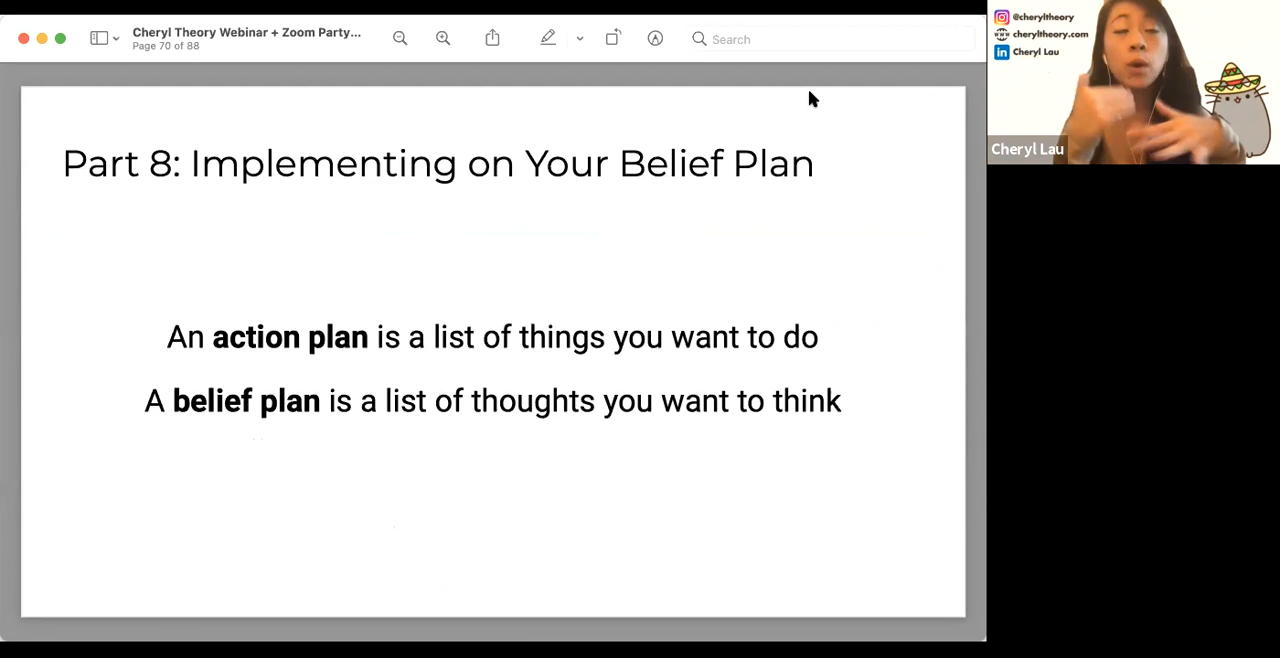 Cheryl Theory Webinar + Zoom Party...
Page 70 of 88
Search
@cheryltheory
cheryltheory.com
Cheryl Lau
Cheryl Lau
Part 8: Implementing on Your Belief Plan
An action plan is a list of things you want to do
A belief plan is a list of thoughts you want to think